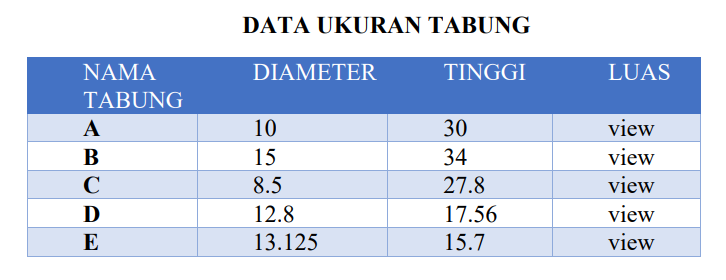 DATA UKURAN TABUNG
NAMA TABUNG DIAMETER TINGGI LUAS
A 10 30 view
B 15 34 view
C 8.5 27.8 view
D 12.8 17.56 view
E 13.125 15.7 view